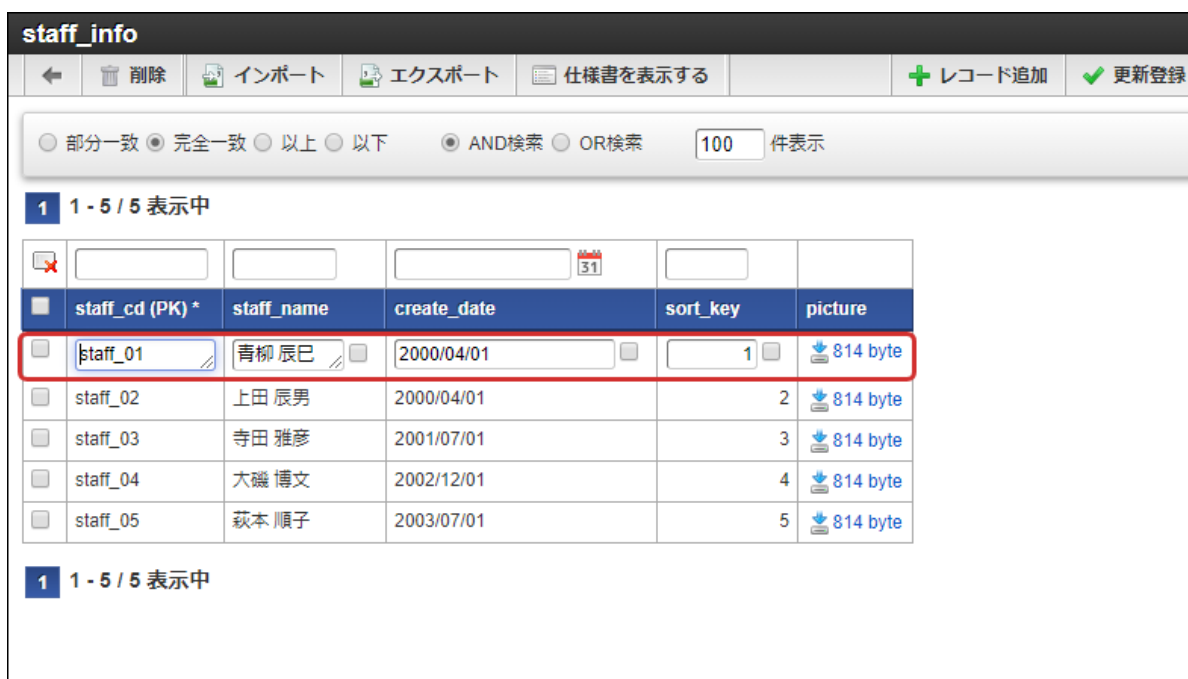 staff_info
削除 インポート エクスポート 仕様書を表示する レコード追加 更新登録
部分一致 完全一致 以上 以下 AND検索 OR検索 100 件表示
1 1 - 5 / 5 表示中
31
staff_cd (PK) * staff_name create_date sort_key picture
staff_01 青柳 辰巳 2000/04/01 1 814 byte
staff_02 上田 辰男 2000/04/01 2 814 byte
staff_03 寺田 雅彦 2001/07/01 3 814 byte
staff_04 大磯 博文 2002/12/01 4 814 byte
staff_05 萩本 順子 2003/07/01 5 814 byte
1 1 - 5 / 5 表示中